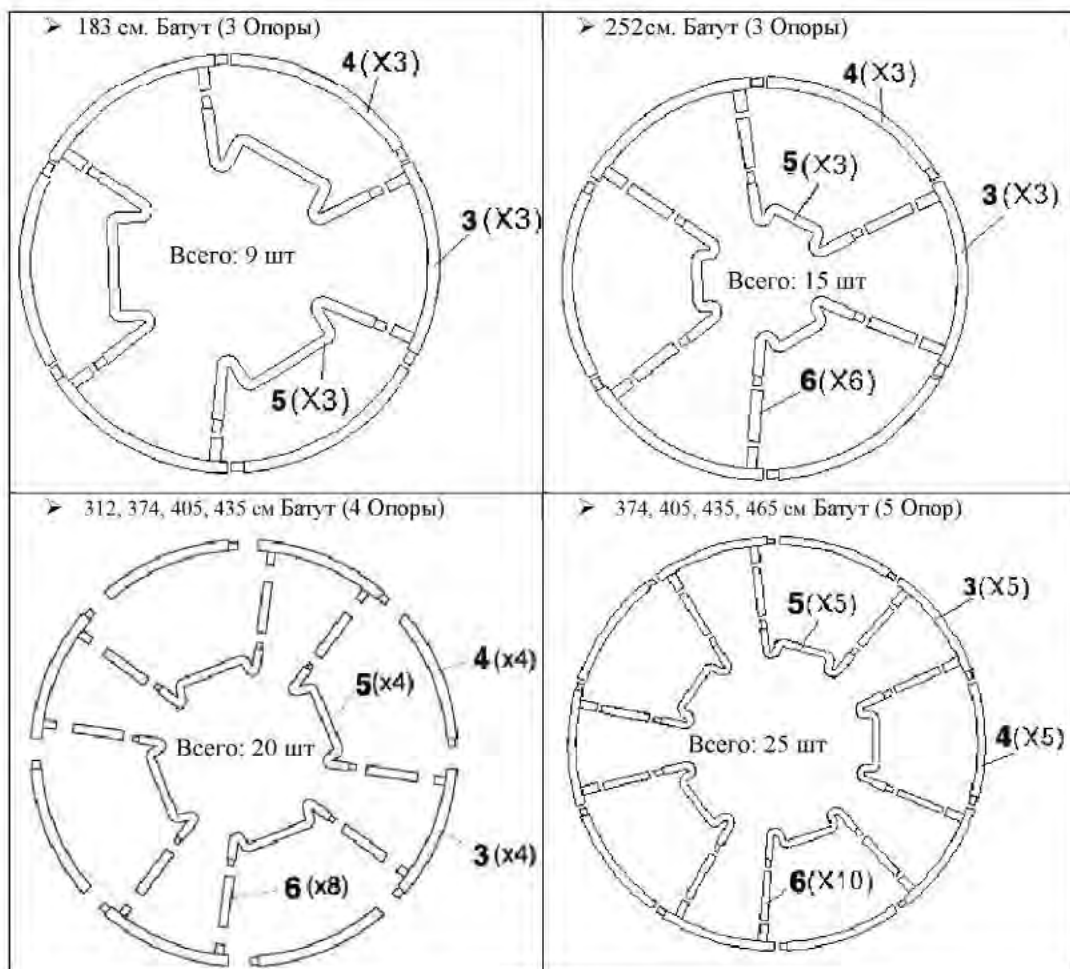 ➢ 183 см. Батут (3 Опоры)
4(X3)
3(X3)
Всего: 9 шт
5(X3)
➢ 252см. Батут (3 Опоры)
4(X3)
5(X3)
3(X3)
Всего: 15 шт
6(X6)
➢ 312, 374, 405, 435 см Батут (4 Опоры)
4(x4)
5(x4)
Всего: 20 шт
3(x4)
6(x8)
➢ 374, 405, 435, 465 см Батут (5 Опор)
3(X5)
5(X5)
Всего: 25 шт
4(X5)
6(X10)